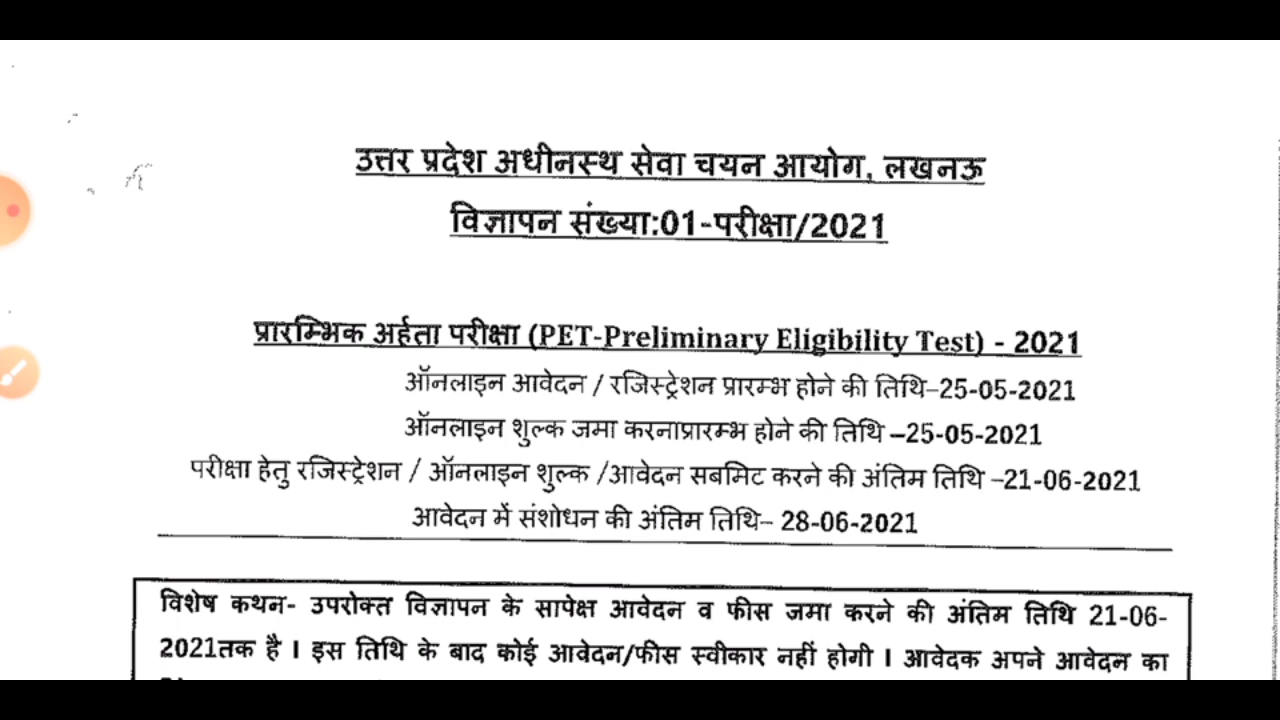 उत्तर प्रदेश अधीनस्थ सेवा चयन आयोग, लखनऊ
विज्ञापन संख्या:01-परीक्षा/2021
प्रारम्भिक अर्हता परीक्षा (PET-Preliminary Eligibility Test) - 2021
ऑनलाइन आवेदन / रजिस्ट्रेशन प्रारम्भ होने की तिथि–25-05-2021
ऑनलाइन शुल्क जमा करनाप्रारम्भ होने की तिथि –25-05-2021
परीक्षा हेतु रजिस्ट्रेशन / ऑनलाइन शुल्क /आवेदन सबमिट करने की अंतिम तिथि –21-06-2021
आवेदन में संशोधन की अंतिम तिथि– 28-06-2021
विशेष कथन- उपरोक्त विज्ञापन के सापेक्ष आवेदन व फीस जमा करने की अंतिम तिथि 21-06-
2021तक है । इस तिथि के बाद कोई आवेदन/फीस स्वीकार नहीं होगी । आवेदक अपने आवेदन का